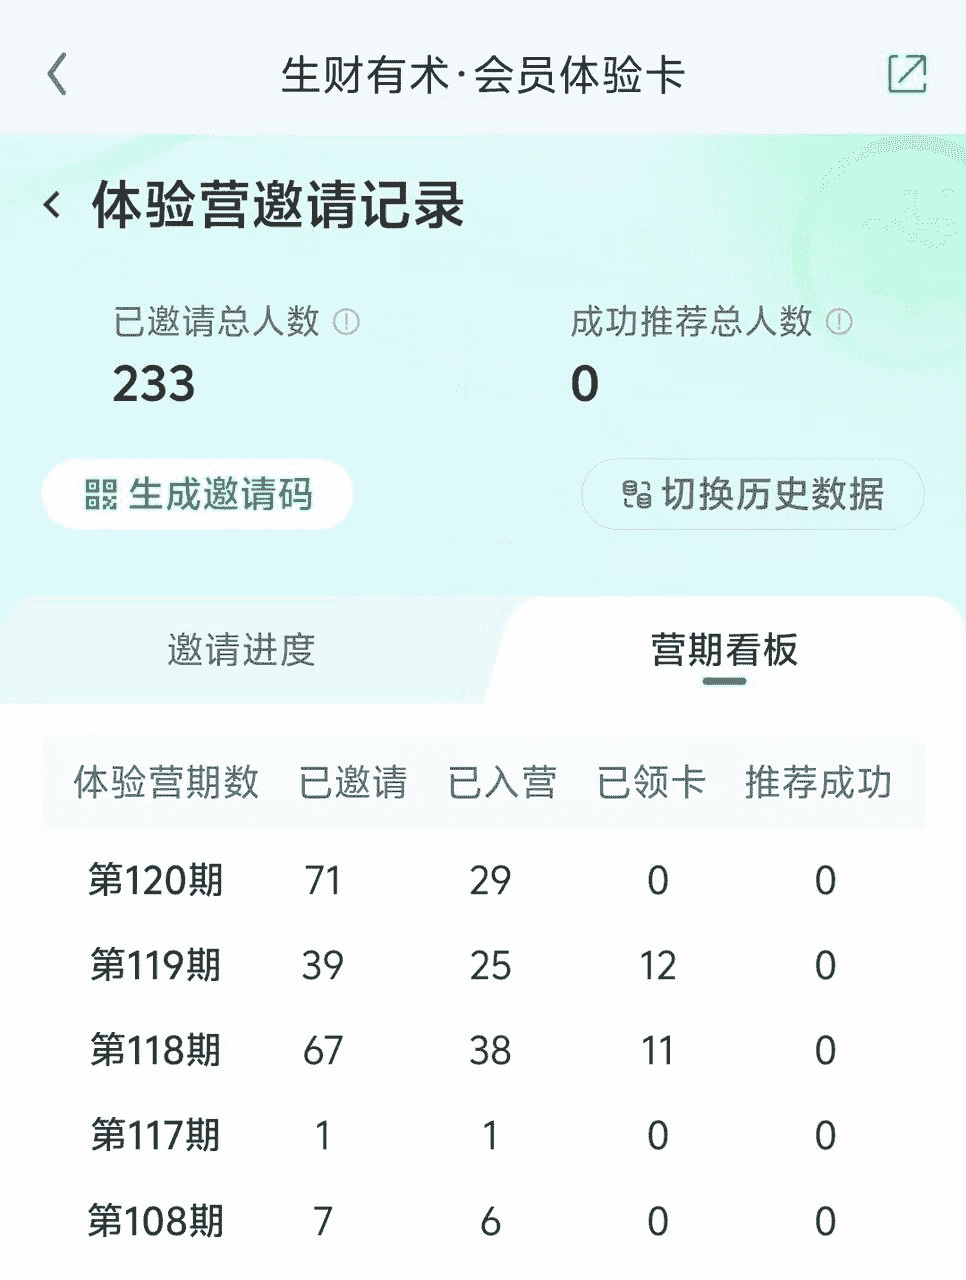 生财有术·会员体验卡
体验营邀请记录
已邀请总人数 成功推荐总人数
233 0
生成邀请码 切换历史数据
邀请进度 营期看板
体验营期数 已邀请 已入营 已领卡 推荐成功
第120期 71 29 0 0
第119期 39 25 12 0
第118期 67 38 11 0
第117期 1 1 0 0
第108期 7 6 0 0